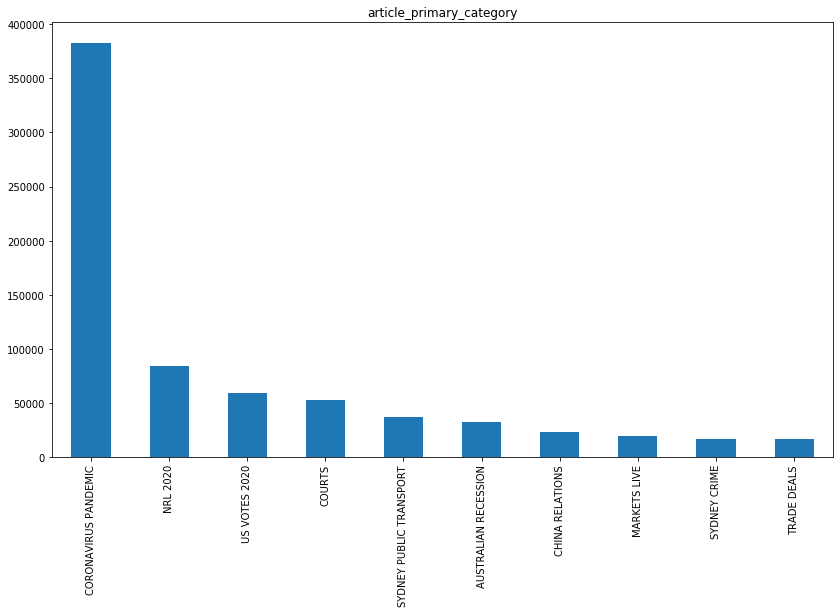 article_primary_category
400000
350000
300000
250000
200000
150000
100000
50000
0
CORONAVIRUS PANDEMIC
NRL 2020
US VOTES 2020
COURTS
SYDNEY PUBLIC TRANSPORT
AUSTRALIAN RECESSION
CHINA RELATIONS
MARKETS LIVE
SYDNEY CRIME
TRADE DEALS